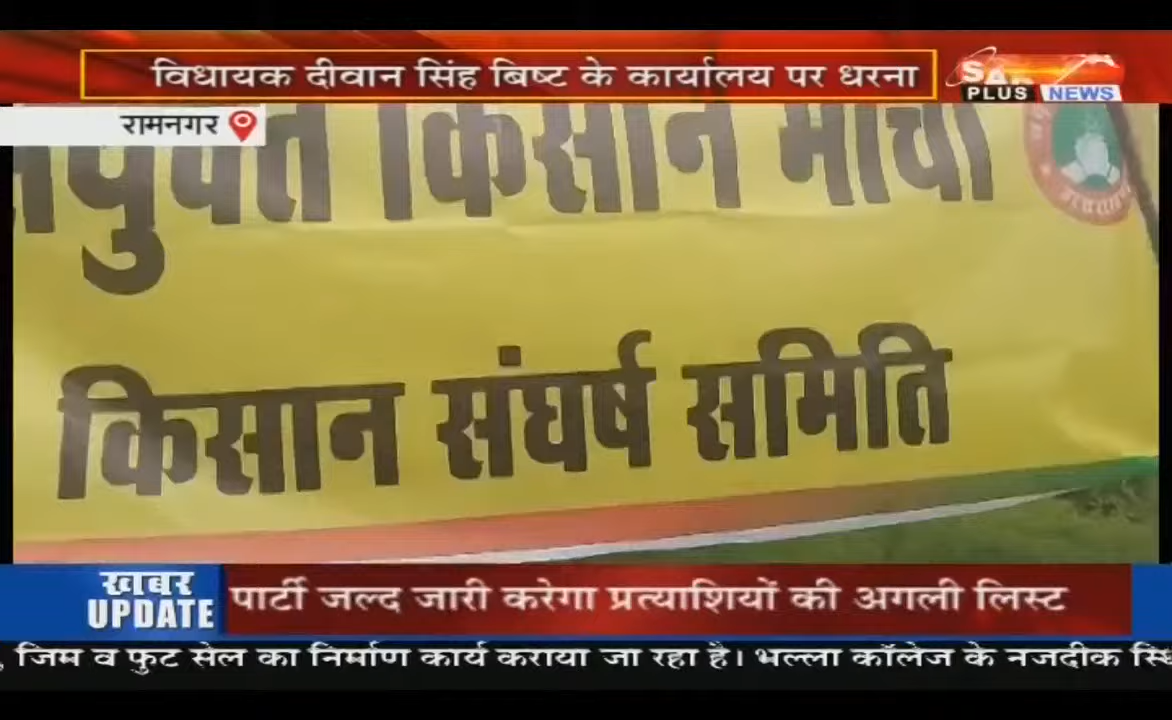 विधायक दीवान सिंह बिष्ट के कार्यालय पर धरना
PLUS NEWS
रामनगर
संयुक्त किसान मोर्चा
किसान संघर्ष समिति
खबर
UPDATE
पार्टी जल्द जारी करेगा प्रत्याशियों की अगली लिस्ट
, जिम व फुट सेल का निर्माण कार्य कराया जा रहा है। भल्ला कॉलेज के नजदीक